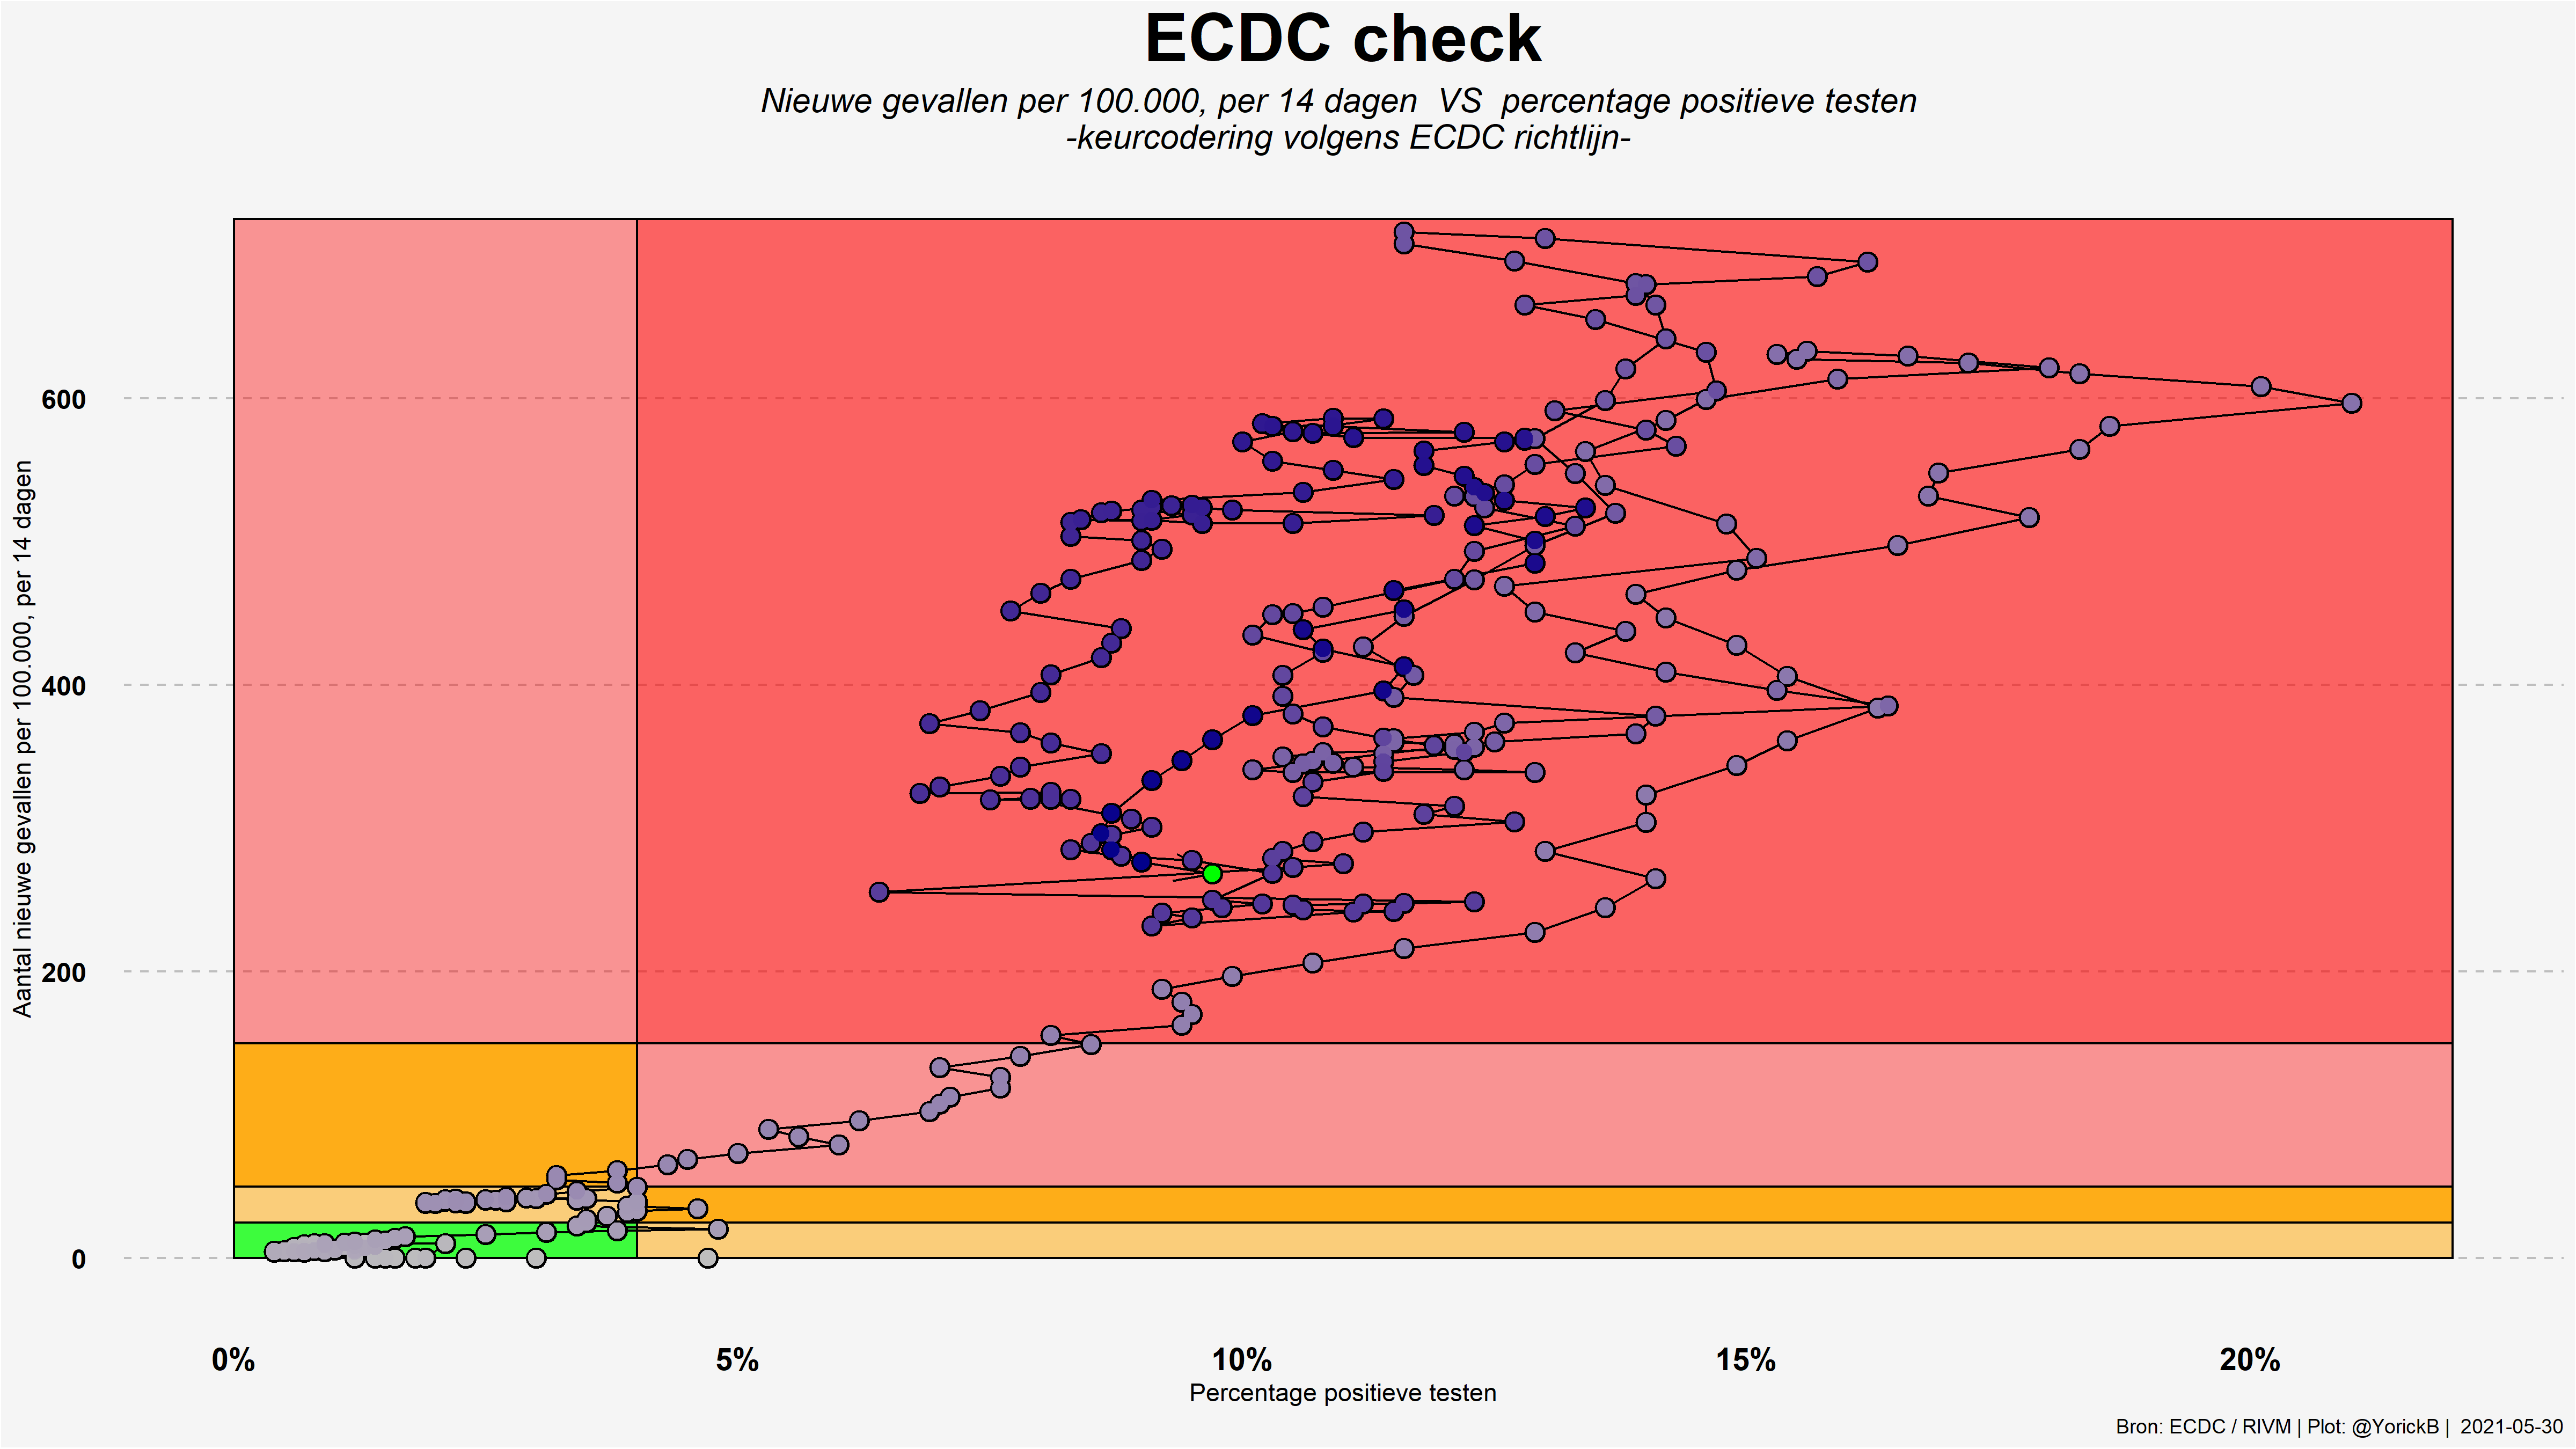 ECDC check
Nieuwe gevallen per 100.000, per 14 dagen VS percentage positieve testen
-keurcodering volgens ECDC richtlijn-
Aantal nieuwe gevallen per 100.000, per 14 dagen
600
400
200
0
0% 5% 10% 15% 20%
Percentage positieve testen
Bron: ECDC / RIVM | Plot: @YorickB | 2021-05-30